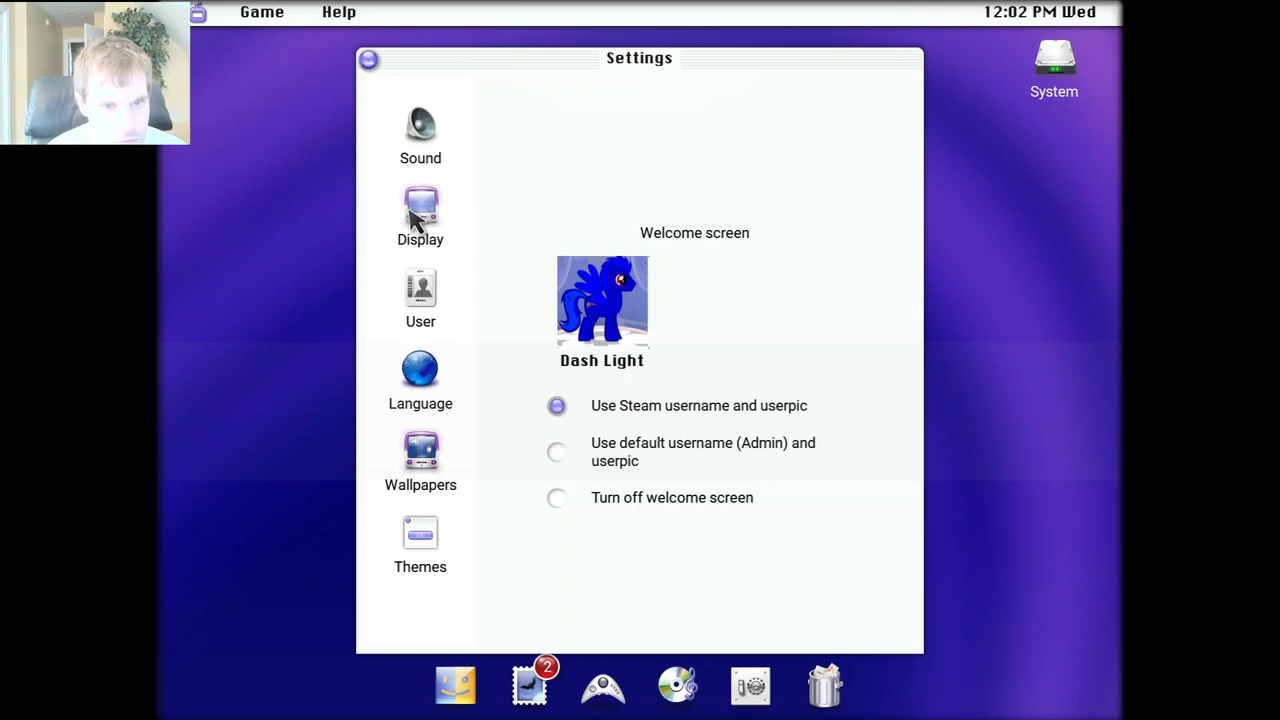 Game Help 12:02 PM Wed
Settings
System
Sound
Display
User
Language
Wallpapers
Themes
Welcome screen
Dash Light
Use Steam username and userpic
Use default username (Admin) and
userpic
Turn off welcome screen
2